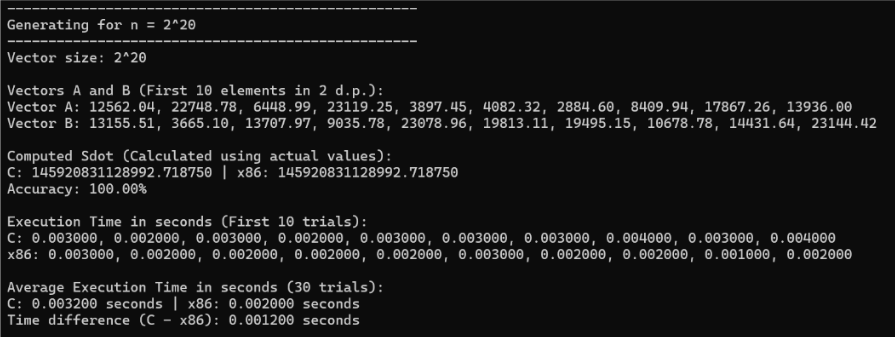 --------------------------------------------------
Generating for n = 2^20
--------------------------------------------------
Vector size: 2^20
Vectors A and B (First 10 elements in 2 d.p.):
Vector A: 12562.04, 22748.78, 6448.99, 23119.25, 3897.45, 4082.32, 2884.60, 8409.94, 17867.26, 13936.00
Vector B: 13155.51, 3665.10, 13707.97, 9035.78, 23078.96, 19813.11, 19495.15, 10678.78, 14431.64, 23144.42
Computed Sdot (Calculated using actual values):
C: 145920831128992.718750 | x86: 145920831128992.718750
Accuracy: 100.00%
Execution Time in seconds (First 10 trials):
C: 0.003000, 0.002000, 0.003000, 0.002000, 0.003000, 0.003000, 0.003000, 0.004000, 0.003000, 0.004000
x86: 0.003000, 0.002000, 0.002000, 0.002000, 0.002000, 0.003000, 0.002000, 0.002000, 0.001000, 0.002000
Average Execution Time in seconds (30 trials):
C: 0.003200 seconds | x86: 0.002000 seconds
Time difference (C - x86): 0.001200 seconds